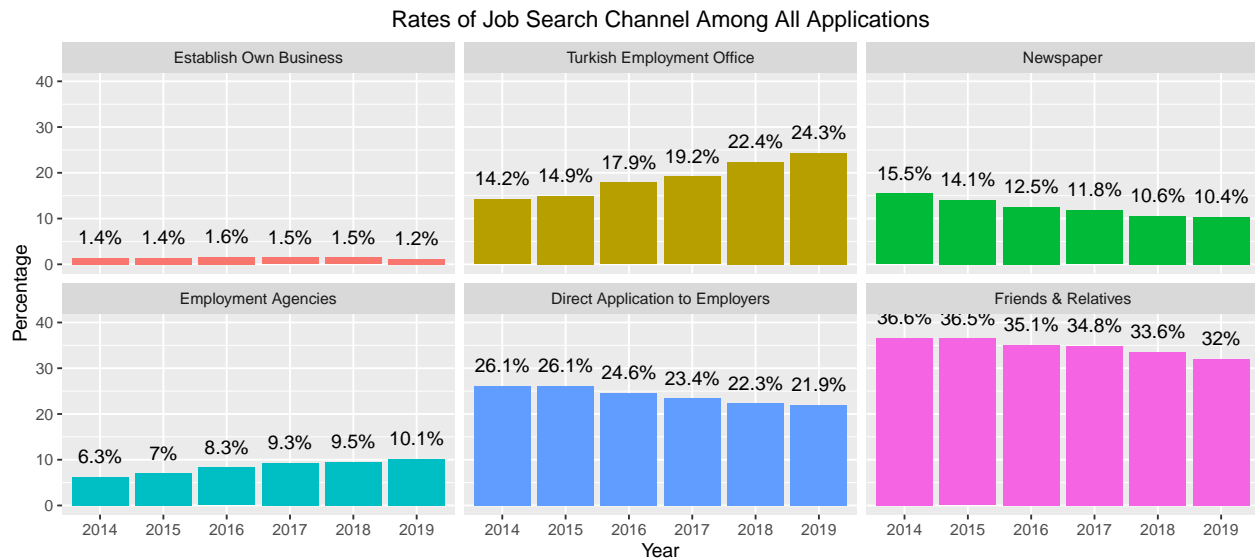 Rates of Job Search Channel Among All Applications
Establish Own Business
Turkish Employment Office
Newspaper
40
30
20
10
0
1.4% 1.4% 1.6% 1.5% 1.5% 1.2%
14.2% 14.9% 17.9% 19.2% 22.4% 24.3%
15.5% 14.1% 12.5% 11.8% 10.6% 10.4%
Percentage
Employment Agencies
Direct Application to Employers
Friends & Relatives
40
30
20
10
0
6.3% 7% 8.3% 9.3% 9.5% 10.1%
26.1% 26.1% 24.6% 23.4% 22.3% 21.9%
36.6% 36.5% 35.1% 34.8% 33.6% 32%
2014 2015 2016 2017 2018 2019
2014 2015 2016 2017 2018 2019
2014 2015 2016 2017 2018 2019
Year